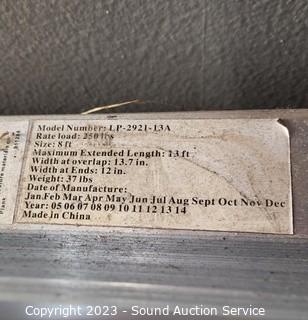 Model Number: LP-2921-13A
Rate load: 250 lbs
Size: 8 ft
Maximum Extended Length: 13 ft
Width at overlap: 13.7 in.
Width at Ends: 12 in.
Weight: 37 lbs
Date of Manufacture:
Jan Feb Mar Apr May Jun Jul Aug Sept Oct Nov Dec
Year: 05 06 07 08 09 10 11 12 13 14
Made in China
Copyright 2023 - Sound Auction Service